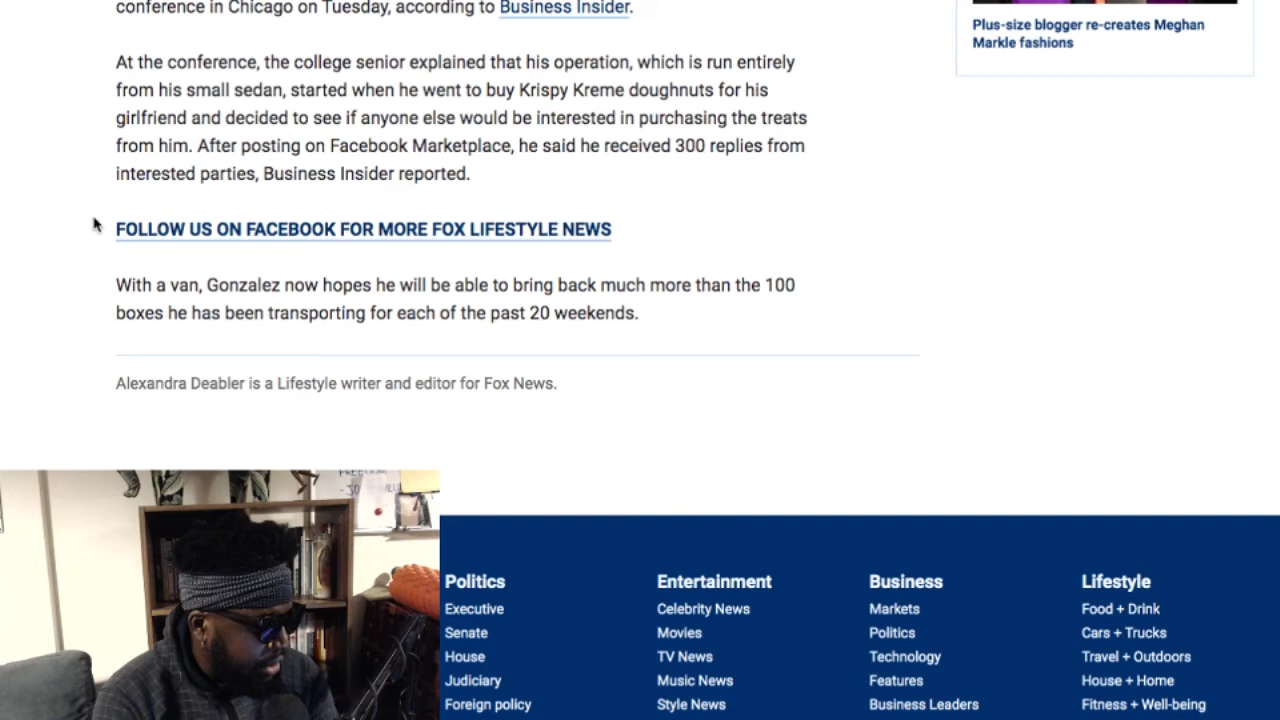 conference in Chicago on Tuesday, according to Business Insider.
At the conference, the college senior explained that his operation, which is run entirely
from his small sedan, started when he went to buy Krispy Kreme doughnuts for his
girlfriend and decided to see if anyone else would be interested in purchasing the treats
from him. After posting on Facebook Marketplace, he said he received 300 replies from
interested parties, Business Insider reported.
FOLLOW US ON FACEBOOK FOR MORE FOX LIFESTYLE NEWS
With a van, Gonzalez now hopes he will be able to bring back much more than the 100
boxes he has been transporting for each of the past 20 weekends.
Alexandra Deabler is a Lifestyle writer and editor for Fox News.
Plus-size blogger re-creates Meghan
Markle fashions
Politics
Executive
Senate
House
Judiciary
Foreign policy
Entertainment
Celebrity News
Movies
TV News
Music News
Style News
Business
Markets
Politics
Technology
Features
Business Leaders
Lifestyle
Food + Drink
Cars + Trucks
Travel + Outdoors
House + Home
Fitness + Well-being